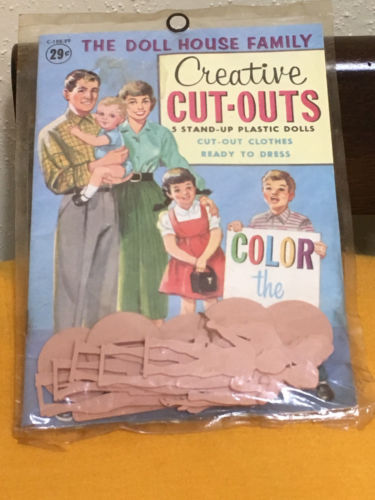 THE DOLL HOUSE FAMILY
29¢
Creative
CUT-OUTS
5 STAND-UP PLASTIC DOLLS
CUT-OUT CLOTHES
READY TO DRESS
COLOR
the